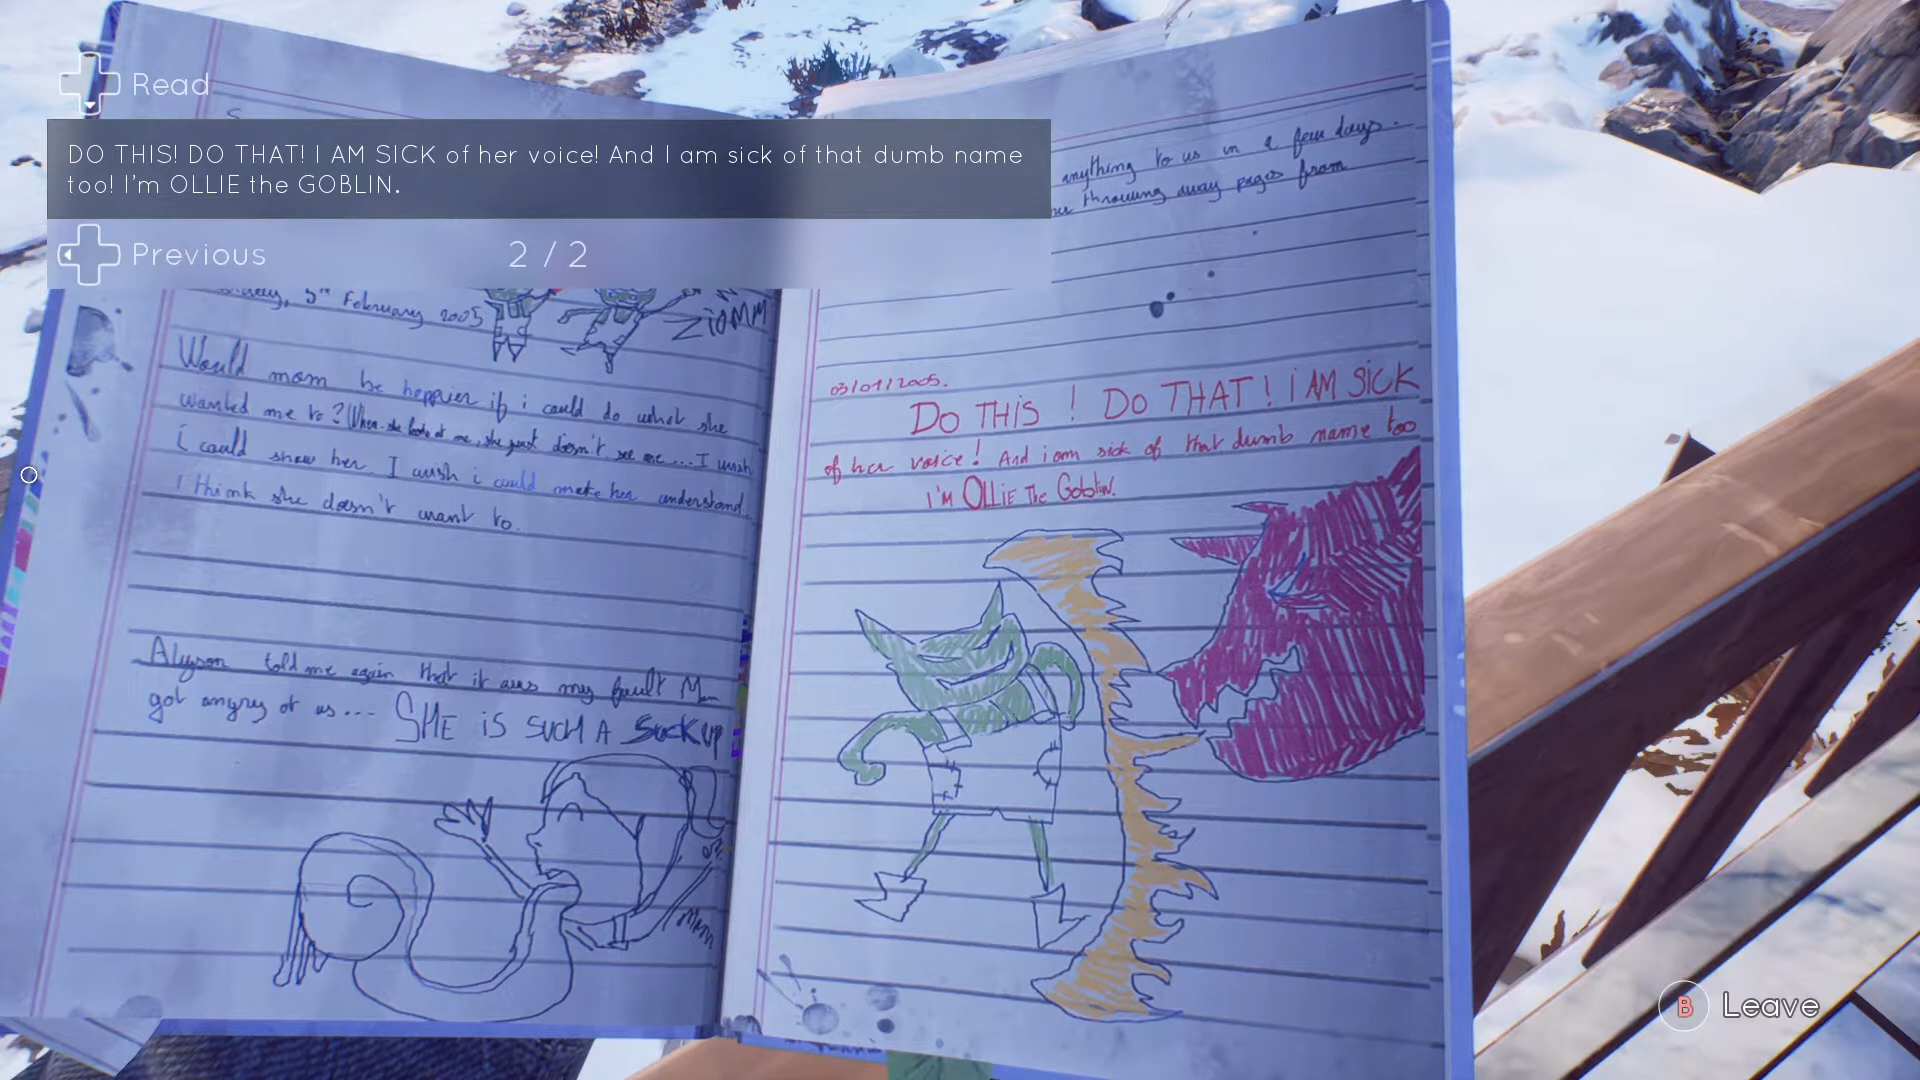 Read
DO THIS! DO THAT! I AM SICK of her voice! And I am sick of that dumb name
too! I'm OLLIE the GOBLIN.
Previous
2 / 2
5th February 2005
ZiOMM
Would mom be happier if i could do what she
wanted me to? When she looks at me, she just doesn't see me... I wish
i could show her I wish i could make her understand.
I think she doesn't want to.
Alyson told me again that it was my fault Mom
got angry at us... SHE iS SUCH A SUCK UP
Mom
anything to us in a few days.
throwing away pages from
03/01/2005.
DO THiS ! DO THAT ! I AM SiCK
of her voice! And i am sick of that dumb name too
I'M OLLiE The Goblin.
B Leave